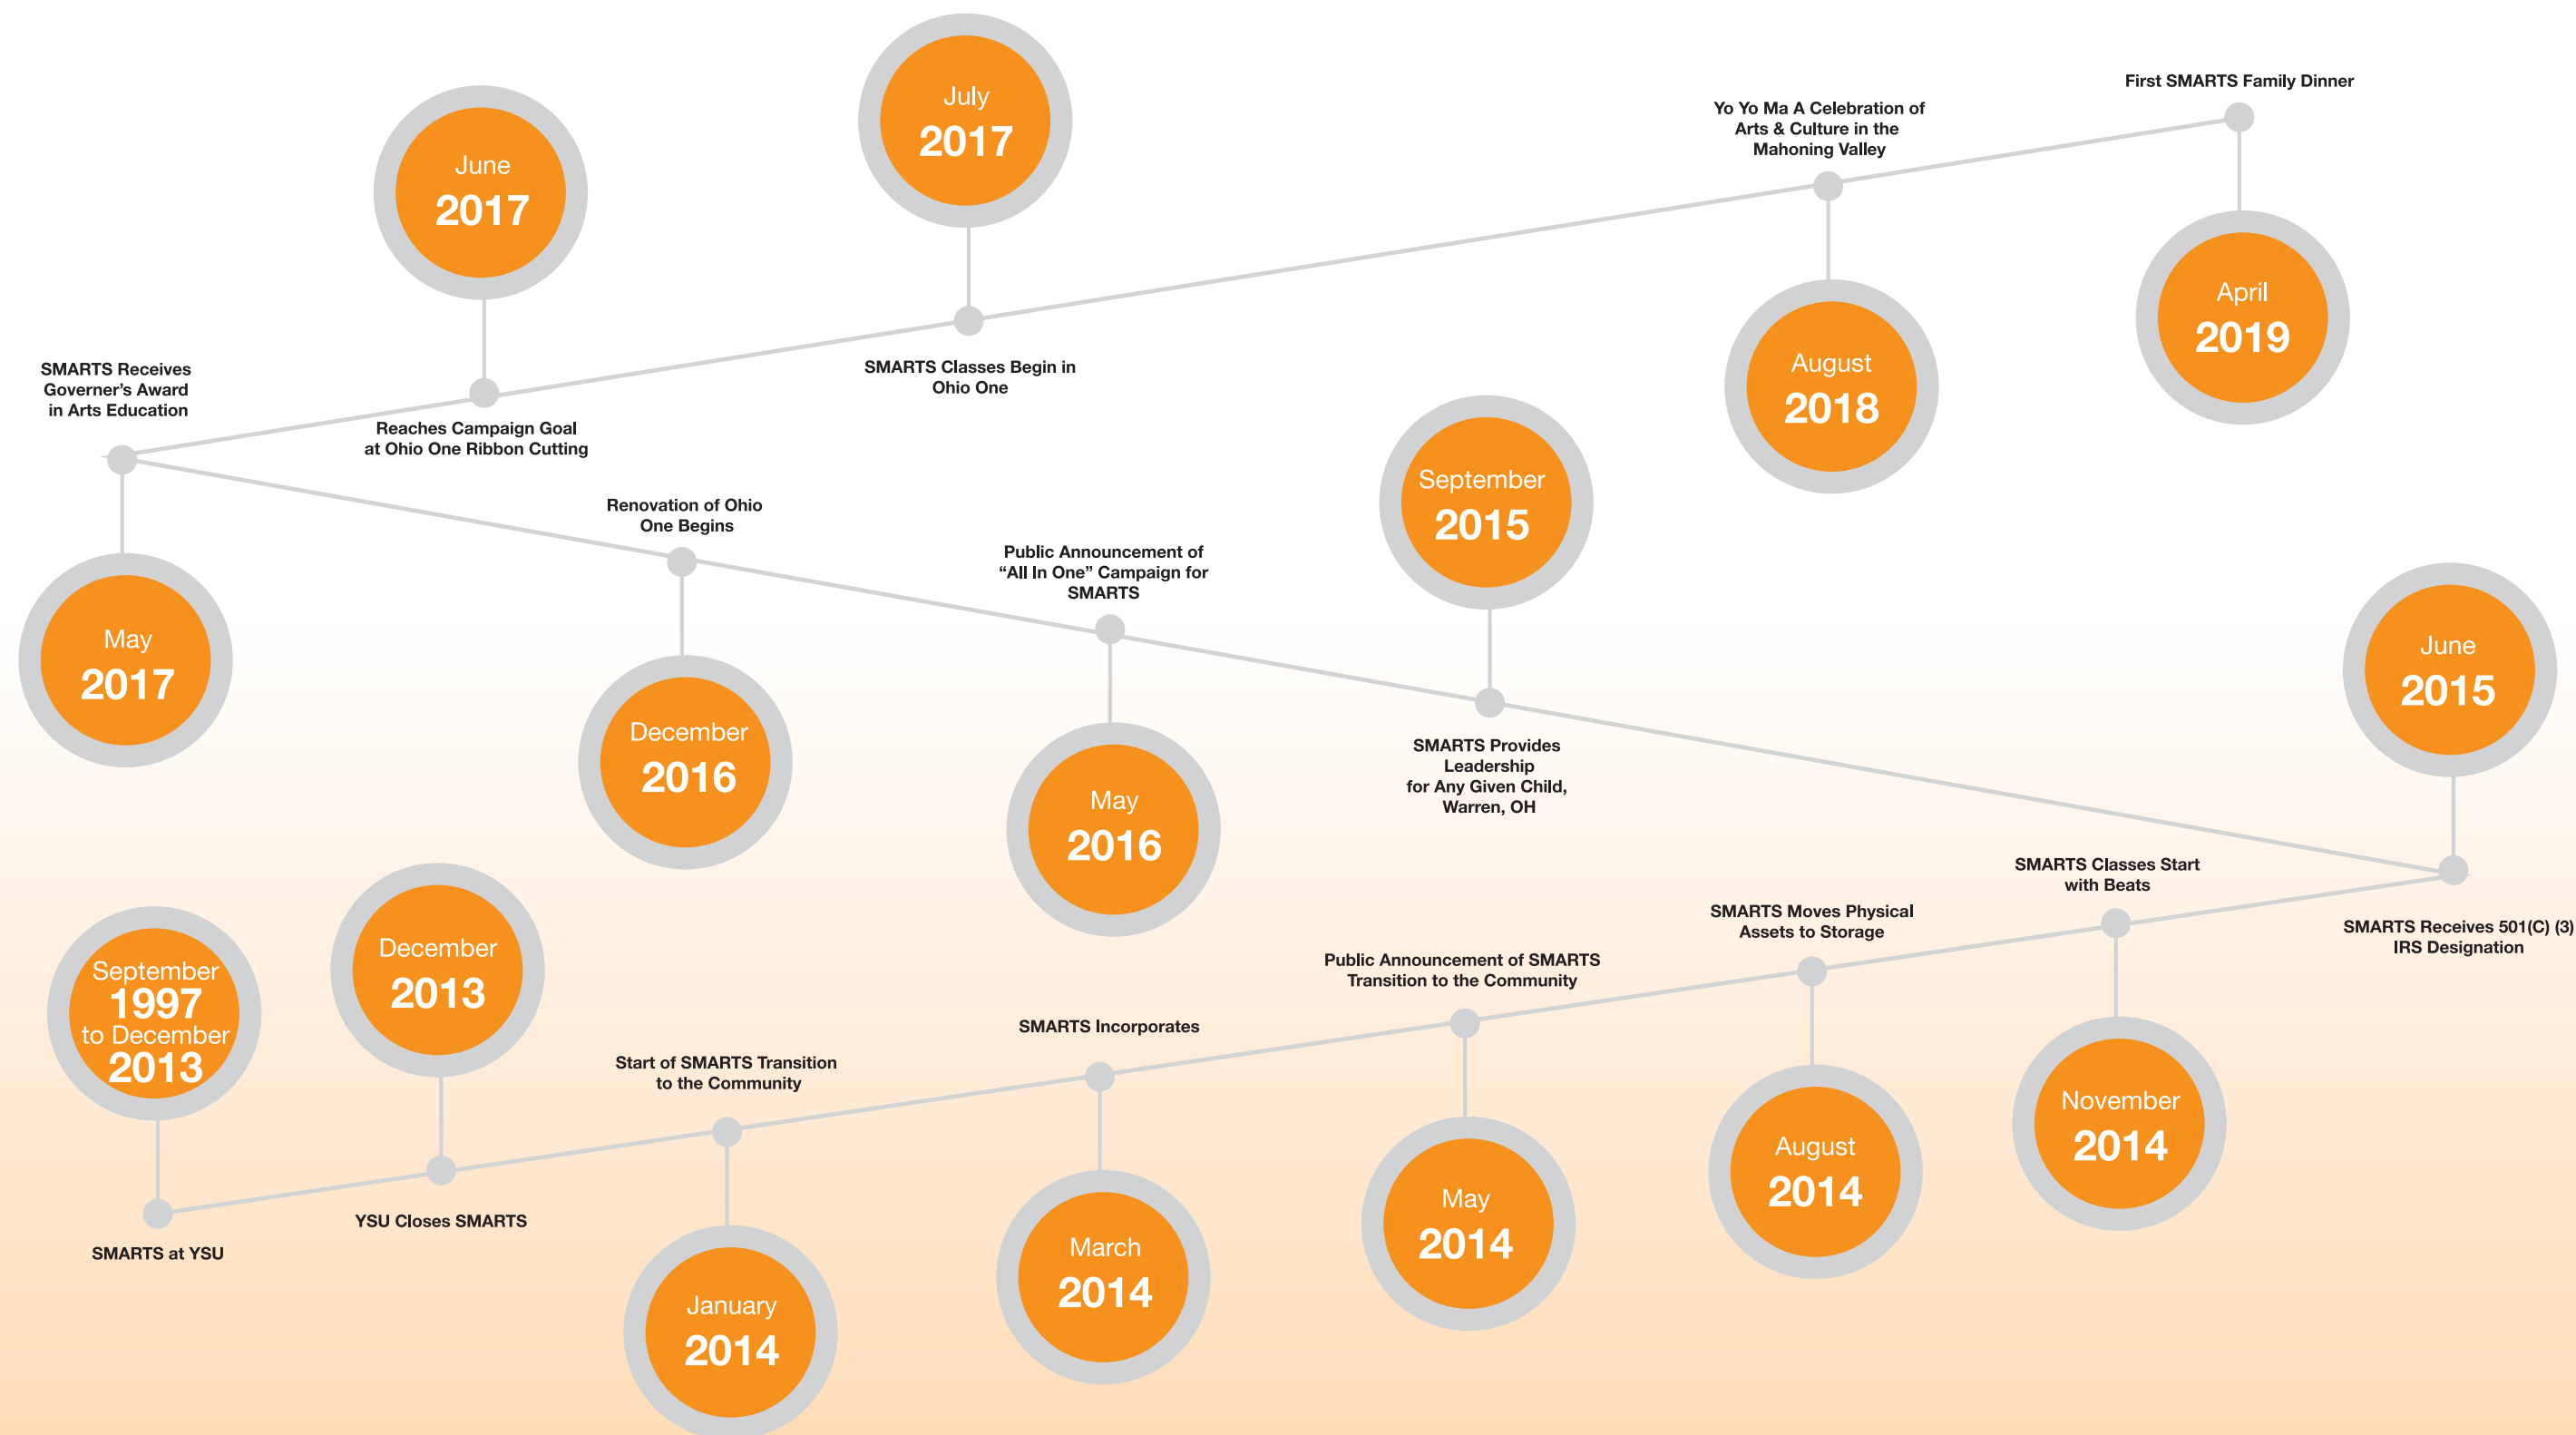 First SMARTS Family Dinner
April
2019
Yo Yo Ma A Celebration of
Arts & Culture in the
Mahoning Valley
August
2018
July
2017
SMARTS Classes Begin in
Ohio One
June
2017
Reaches Campaign Goal
at Ohio One Ribbon Cutting
SMARTS Receives
Governer’s Award
in Arts Education
May
2017
Renovation of Ohio
One Begins
December
2016
Public Announcement of
“All In One” Campaign for
SMARTS
May
2016
September
2015
SMARTS Provides
Leadership
for Any Given Child,
Warren, OH
June
2015
SMARTS Receives 501(C) (3)
IRS Designation
SMARTS Classes Start
with Beats
November
2014
SMARTS Moves Physical
Assets to Storage
August
2014
Public Announcement of SMARTS
Transition to the Community
May
2014
SMARTS Incorporates
March
2014
Start of SMARTS Transition
to the Community
January
2014
December
2013
YSU Closes SMARTS
September
1997
to December
2013
SMARTS at YSU